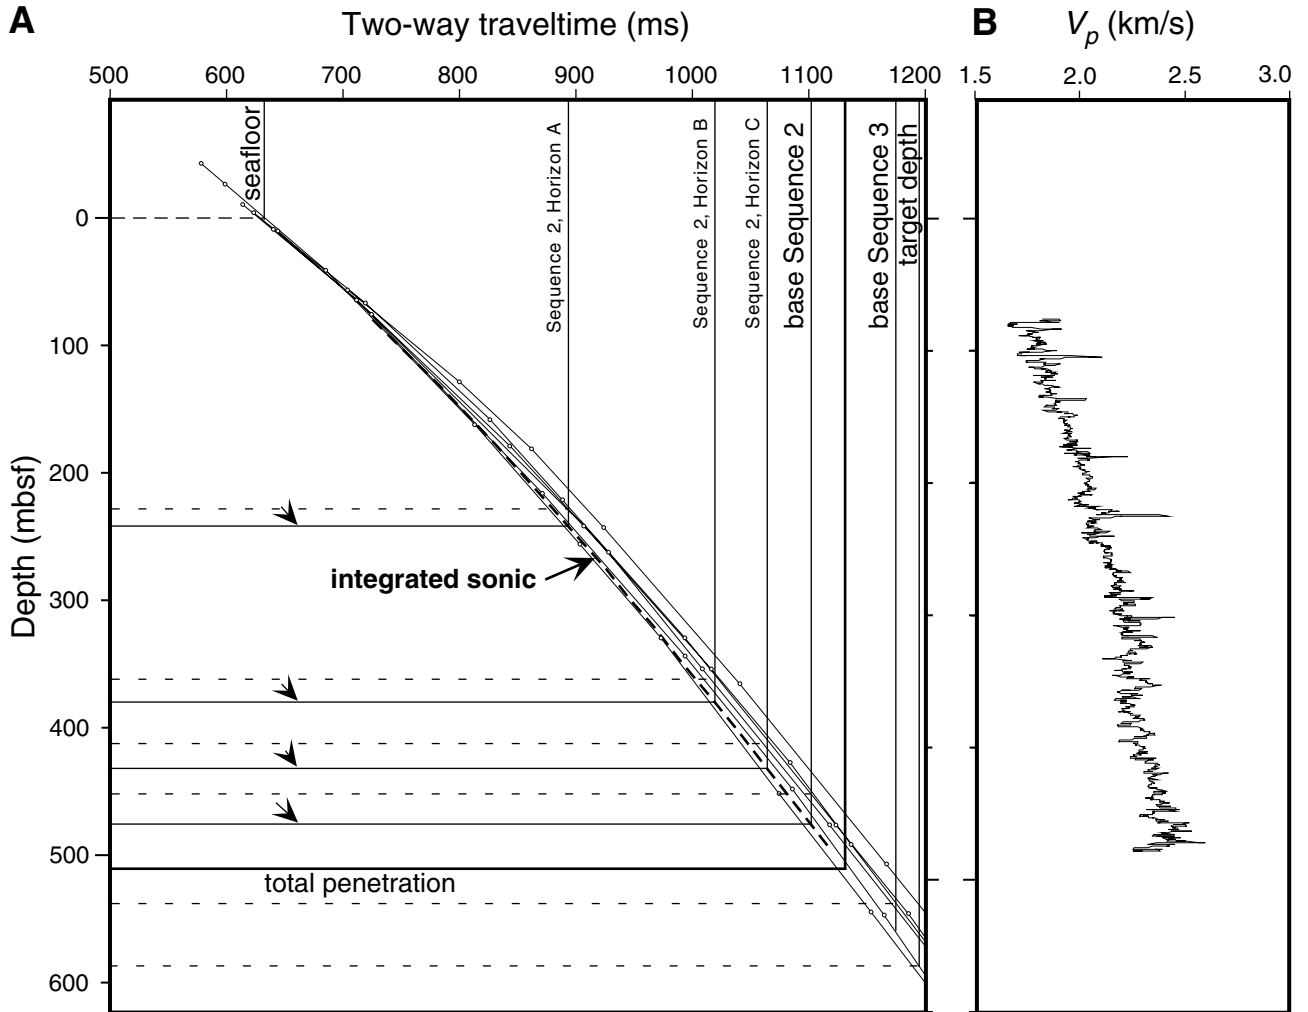 A
Two-way traveltime (ms)
B
Vp (km/s)
500 600 700 800 900 1000 1100 1200
1.5 2.0 2.5 3.0
seafloor
Sequence 2, Horizon A
Sequence 2, Horizon B
Sequence 2, Horizon C
base Sequence 2
base Sequence 3
target depth
Depth (mbsf)
0
100
200
300
400
500
600
integrated sonic
total penetration